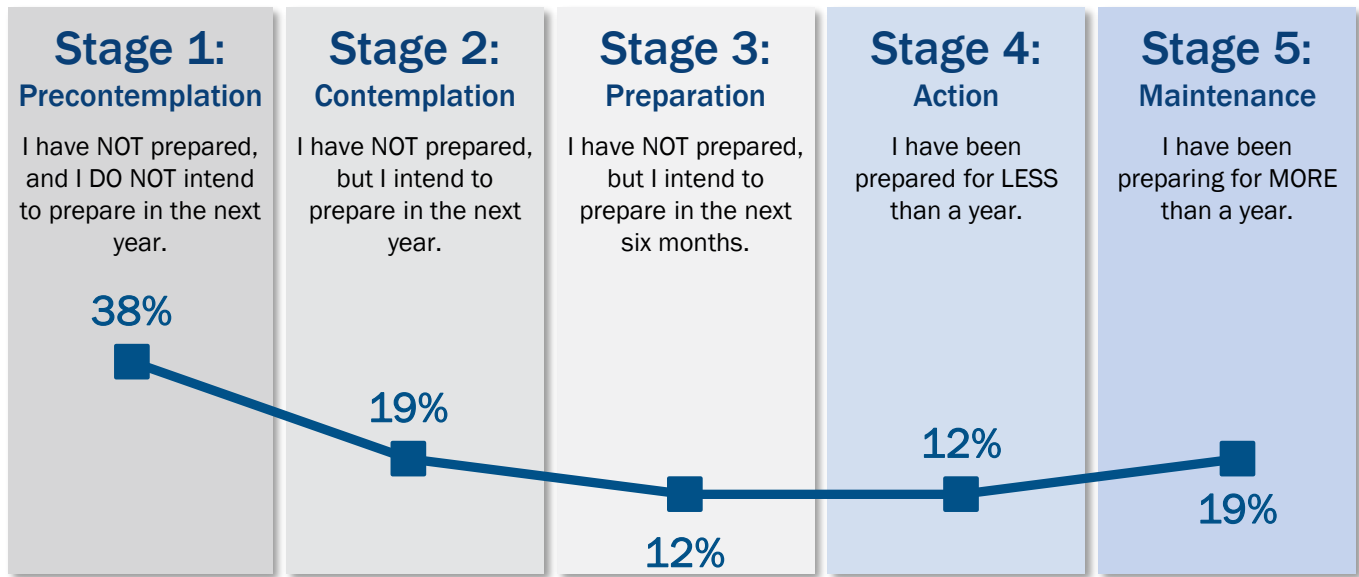 Stage 1:
Precontemplation
I have NOT prepared,
and I DO NOT intend
to prepare in the next
year.
38%
Stage 2:
Contemplation
I have NOT prepared,
but I intend to
prepare in the next
year.
19%
Stage 3:
Preparation
I have NOT prepared,
but I intend to
prepare in the next
six months.
12%
Stage 4:
Action
I have been
prepared for LESS
than a year.
12%
Stage 5:
Maintenance
I have been
preparing for MORE
than a year.
19%